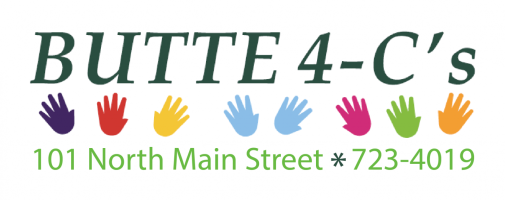 BUTTE 4-C's
101 North Main Street * 723-4019